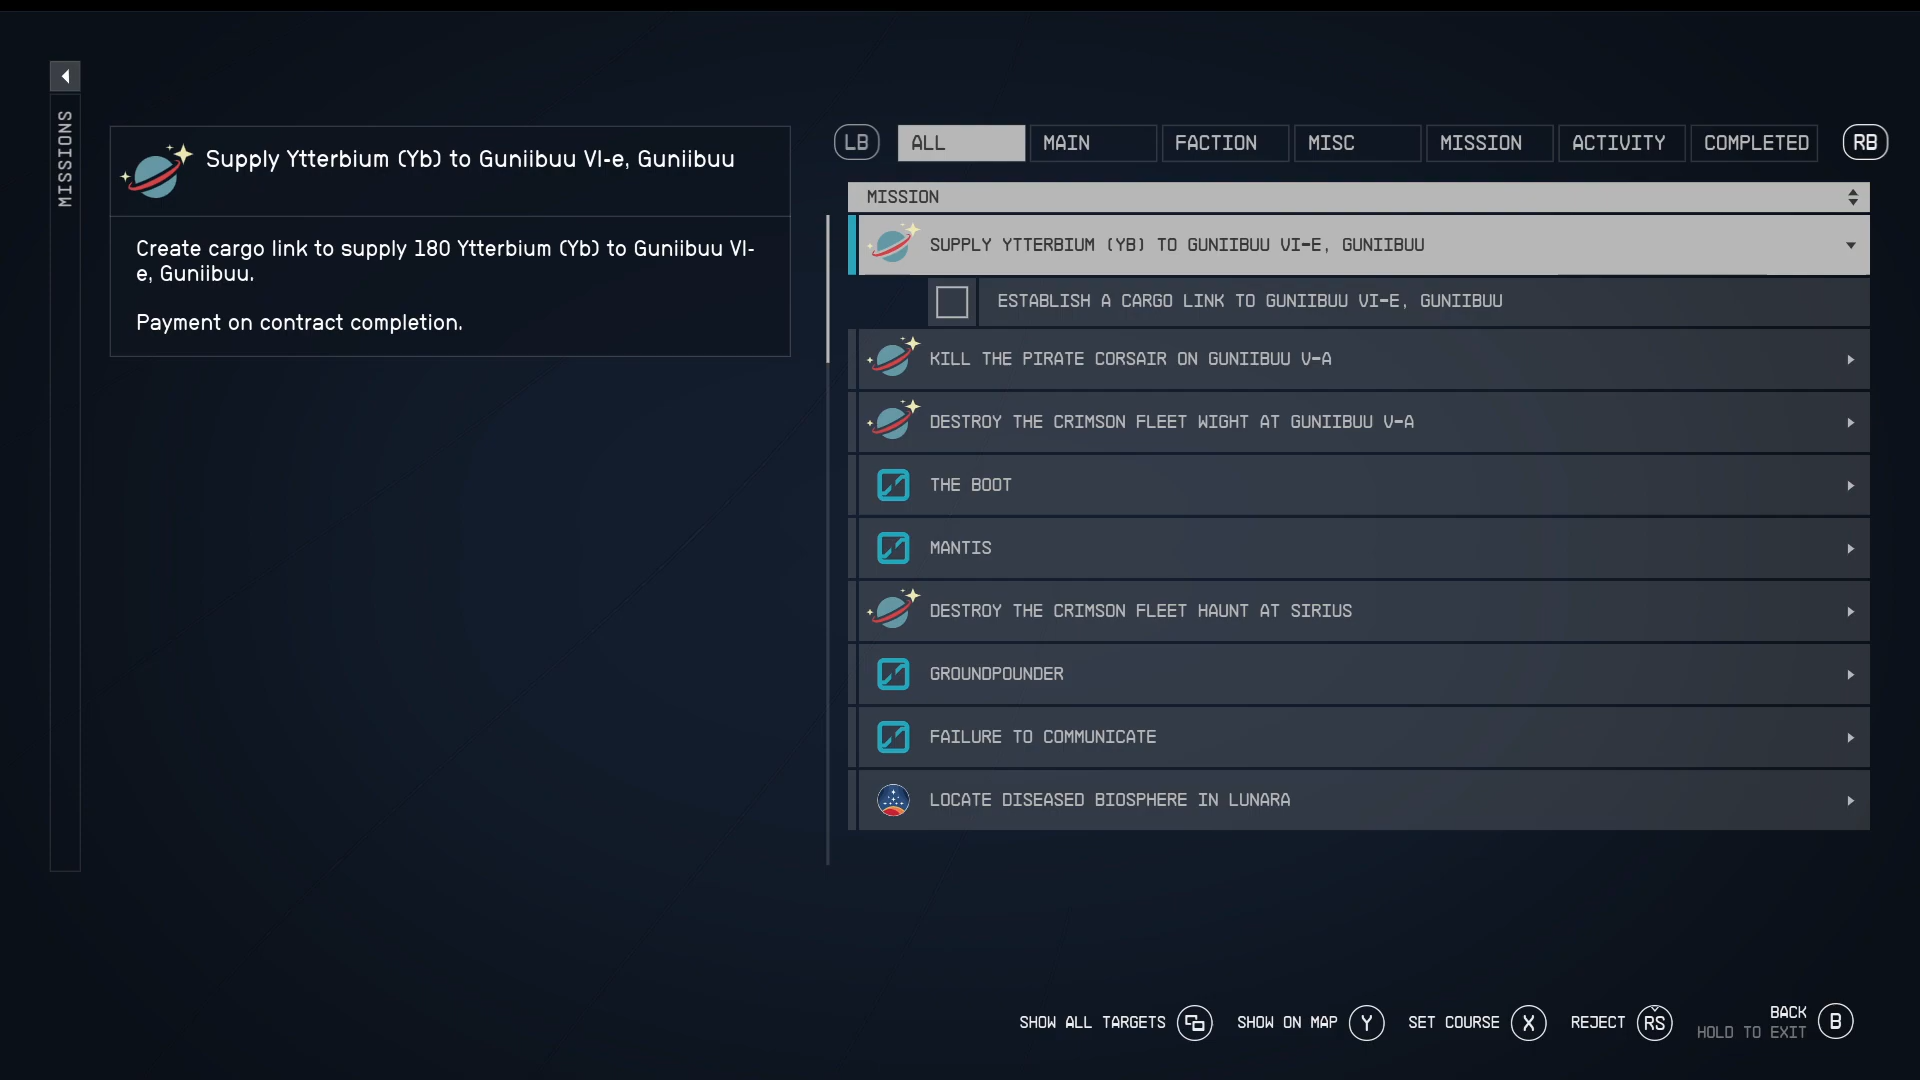 MISSIONS
Supply Ytterbium (Yb) to Guniibuu VI-e, Guniibuu
Create cargo link to supply 180 Ytterbium (Yb) to Guniibuu VI-
e, Guniibuu.
Payment on contract completion.
LB ALL MAIN FACTION MISC MISSION ACTIVITY COMPLETED RB
MISSION
SUPPLY YTTERBIUM (YB) TO GUNIIBUU VI-E, GUNIIBUU
ESTABLISH A CARGO LINK TO GUNIIBUU VI-E, GUNIIBUU
KILL THE PIRATE CORSAIR ON GUNIIBUU V-A
DESTROY THE CRIMSON FLEET WIGHT AT GUNIIBUU V-A
THE BOOT
MANTIS
DESTROY THE CRIMSON FLEET HAUNT AT SIRIUS
GROUNDPOUNDER
FAILURE TO COMMUNICATE
LOCATE DISEASED BIOSPHERE IN LUNARA
SHOW ALL TARGETS SHOW ON MAP Y SET COURSE X REJECT RS BACK B
HOLD TO EXIT